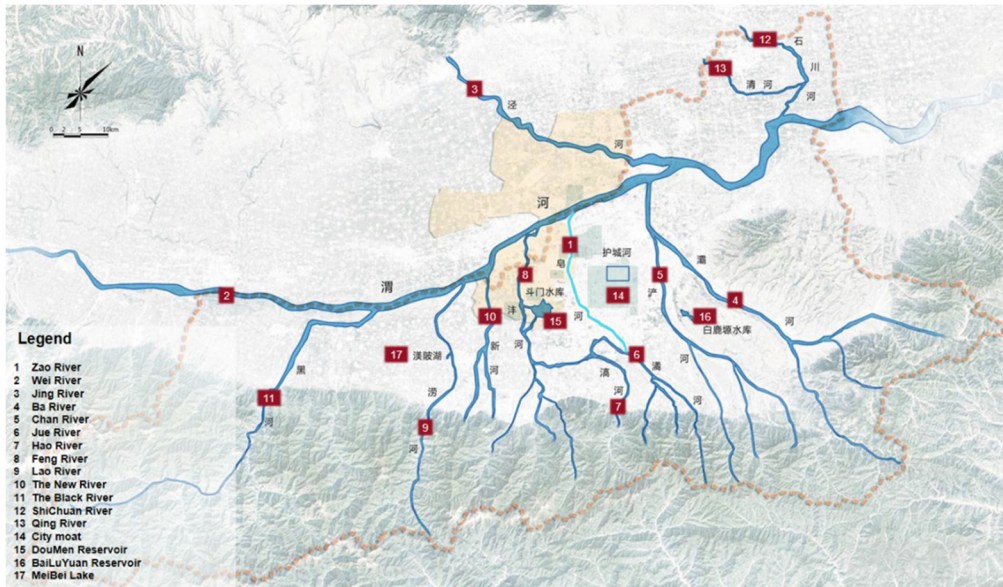 N
0 2 5 10km
12
石
川
河
13
清 河
3
泾
河
河
1
皂
河
护城河
14
5
浐
河
灞
河
4
16
白鹿塬水库
2
渭
8
斗门水库
15
沣
河
10
新
河
17
渼陂湖
6
潏
河
滈
河
7
黑
河
11
涝
河
9
Legend
1 Zao River
2 Wei River
3 Jing River
4 Ba River
5 Chan River
6 Jue River
7 Hao River
8 Feng River
9 Lao River
10 The New River
11 The Black River
12 ShiChuan River
13 Qing River
14 City moat
15 DouMen Reservoir
16 BaiLuYuan Reservoir
17 MeiBei Lake